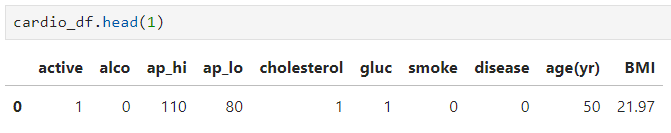 cardio_df.head(1)
active alco ap_hi ap_lo cholesterol gluc smoke disease age(yr) BMI
0 1 0 110 80 1 1 0 0 50 21.97